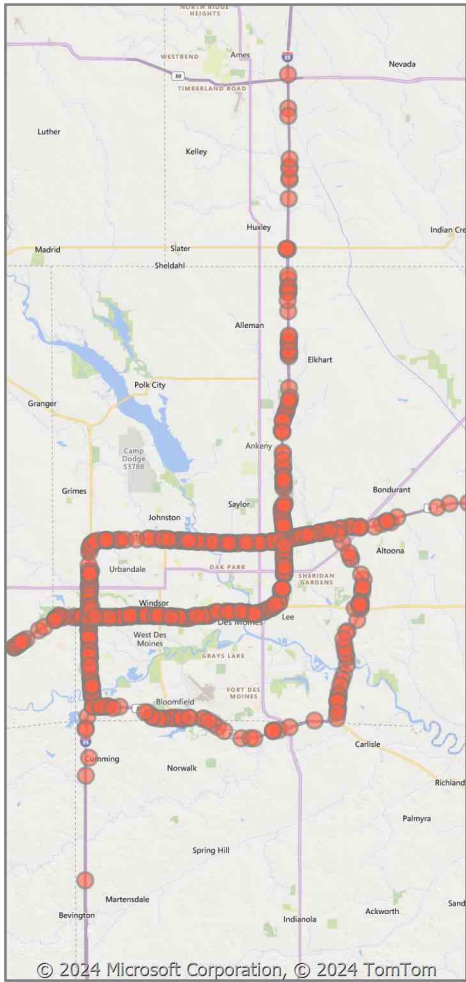 NORTH RIDGE
HEIGHTS
WESTBEND
Ames
35
30
Nevada
TIMBERLAND ROAD
Luther
Kelley
Huxley
Indian Cre
Madrid
Slater
Sheldahl
Alleman
Elkhart
Polk City
Granger
Ankeny
Camp
Dodge
Grimes
Bondurant
Saylor
Johnston
Altoona
Urbandale
OAK PARK
SHERIDAN
GARDENS
Windsor
Des Moines
Lee
West Des
Moines
GRAYS LAKE
FORT DES
MOINES
Bloomfield
Carlisle
Cumming
Norwalk
Richland
Palmyra
Spring Hill
Martensdale
Ackworth
Sand
Bevington
Indianola
© 2024 Microsoft Corporation, © 2024 TomTom